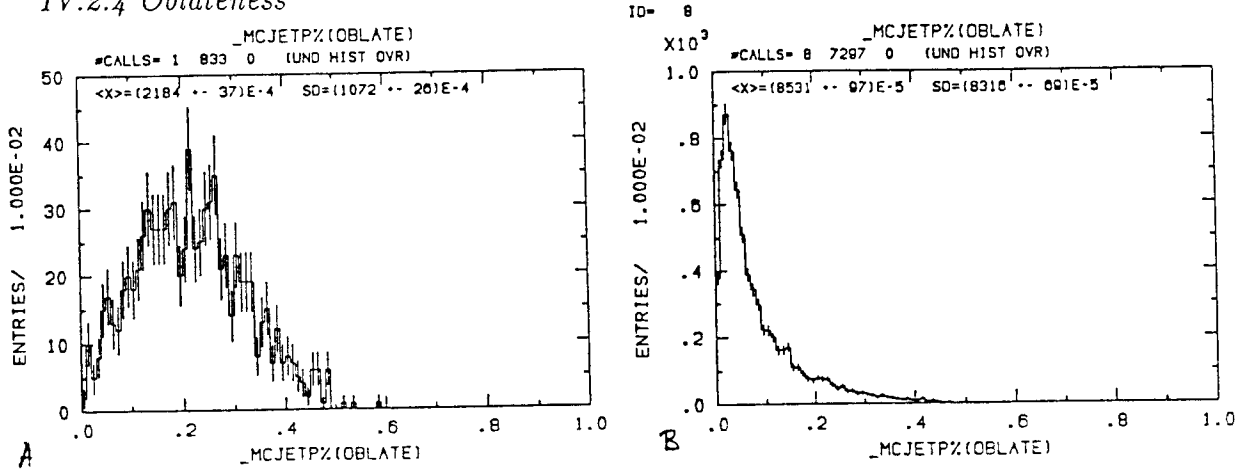 IV.2.4 Oblateness
_MCJETP%(OBLATE)
#CALLS= 1 833 0 (UND HIST OVR)
<X>=(2184 +- 37)E-4 SD=(1072 +- 26)E-4
50
40
30
20
10
0
ENTRIES/ 1.000E-02
.0 .2 .4 .6 .8 1.0
_MCJETP%(OBLATE)
A
ID= 8
_MCJETP%(OBLATE)
X10³
#CALLS= 8 7297 0 (UND HIST OVR)
<X>=(8531 +- 97)E-5 SD=(8316 +- 69)E-5
1.0
.8
.6
.4
.2
.0
ENTRIES/ 1.000E-02
.0 .2 .4 .6 .8 1.0
_MCJETP%(OBLATE)
B